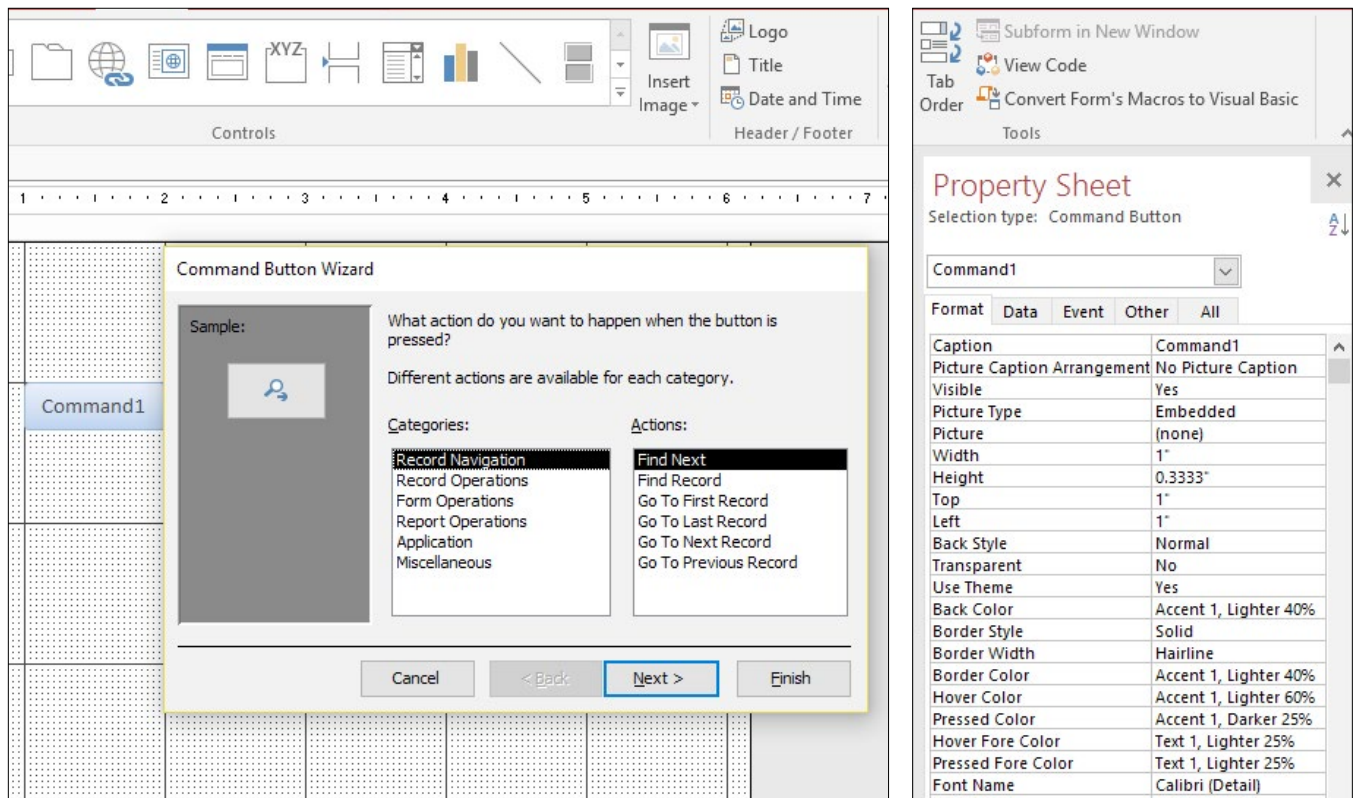 XYZ
Insert
Image
Logo
Title
Date and Time
Controls
Header / Footer
1 2 3 4 5 6 7
Command1
Command Button Wizard
Sample:
What action do you want to happen when the button is
pressed?
Different actions are available for each category.
Categories:
Actions:
Record Navigation
Record Operations
Form Operations
Report Operations
Application
Miscellaneous
Find Next
Find Record
Go To First Record
Go To Last Record
Go To Next Record
Go To Previous Record
Cancel
< Back
Next >
Finish
Tab
Order
Subform in New Window
View Code
Convert Form's Macros to Visual Basic
Tools
Property Sheet
Selection type: Command Button
A
Z
Command1
Format Data Event Other All
Caption Command1
Picture Caption Arrangement No Picture Caption
Visible Yes
Picture Type Embedded
Picture (none)
Width 1"
Height 0.3333"
Top 1"
Left 1"
Back Style Normal
Transparent No
Use Theme Yes
Back Color Accent 1, Lighter 40%
Border Style Solid
Border Width Hairline
Border Color Accent 1, Lighter 40%
Hover Color Accent 1, Lighter 60%
Pressed Color Accent 1, Darker 25%
Hover Fore Color Text 1, Lighter 25%
Pressed Fore Color Text 1, Lighter 25%
Font Name Calibri (Detail)